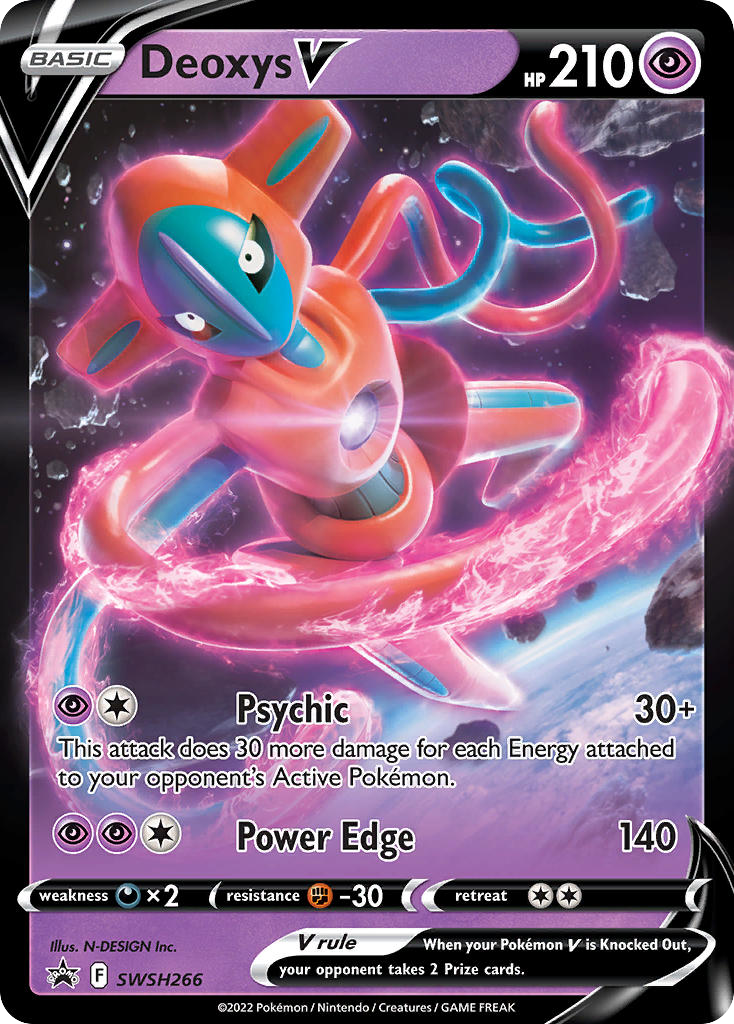 BASIC
Deoxys V
HP 210
Psychic 30+
This attack does 30 more damage for each Energy attached
to your opponent's Active Pokémon.
Power Edge 140
weakness ×2 resistance -30 retreat
Illus. N-DESIGN Inc.
V rule When your Pokémon V is Knocked Out,
your opponent takes 2 Prize cards.
PROMO F SWSH266
©2022 Pokémon / Nintendo / Creatures / GAME FREAK